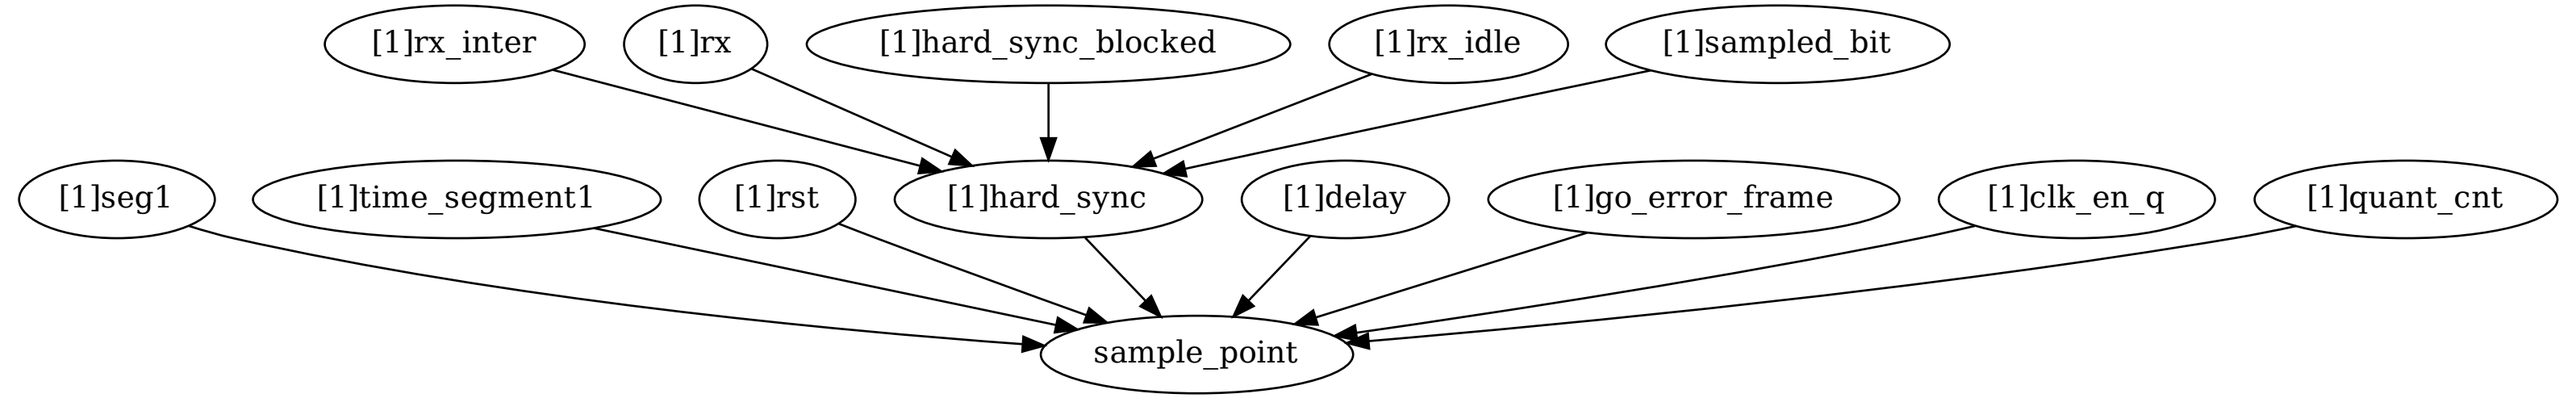 [1]rx_inter
[1]rx
[1]hard_sync_blocked
[1]rx_idle
[1]sampled_bit
[1]seg1
[1]time_segment1
[1]rst
[1]hard_sync
[1]delay
[1]go_error_frame
[1]clk_en_q
[1]quant_cnt
sample_point